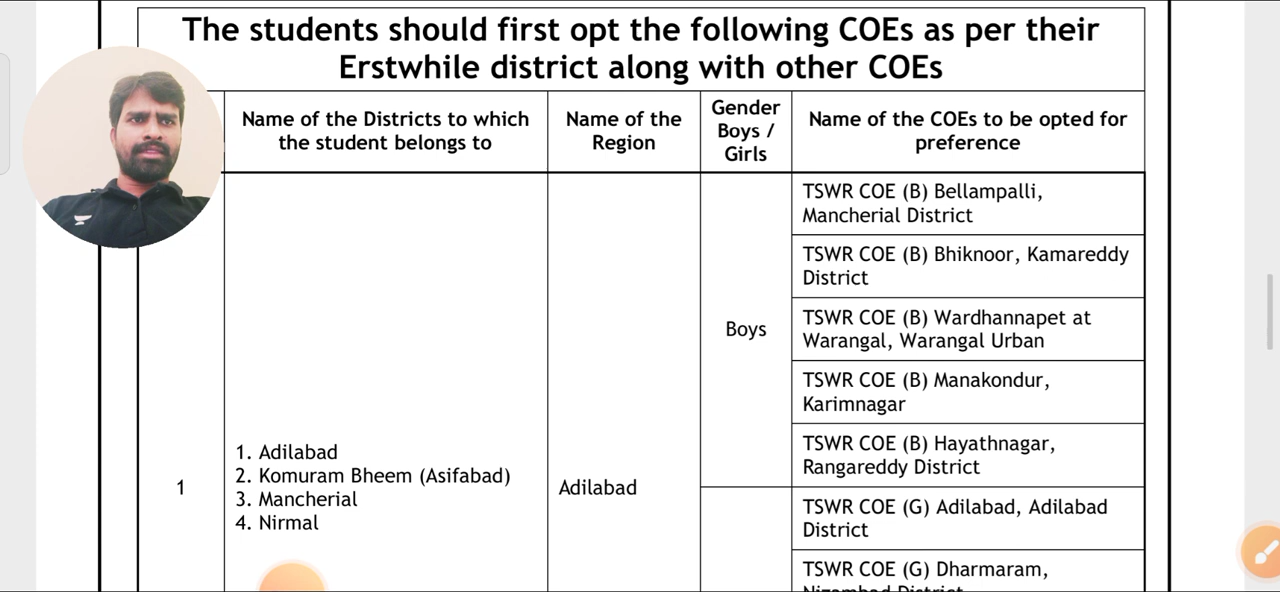 The students should first opt the following COEs as per their
Erstwhile district along with other COEs
Name of the Districts to which
the student belongs to
Name of the
Region
Gender
Boys /
Girls
Name of the COEs to be opted for
preference
1
1. Adilabad
2. Komuram Bheem (Asifabad)
3. Mancherial
4. Nirmal
Adilabad
Boys
TSWR COE (B) Bellampalli,
Mancherial District
TSWR COE (B) Bhiknoor, Kamareddy
District
TSWR COE (B) Wardhannapet at
Warangal, Warangal Urban
TSWR COE (B) Manakondur,
Karimnagar
TSWR COE (B) Hayathnagar,
Rangareddy District
TSWR COE (G) Adilabad, Adilabad
District
TSWR COE (G) Dharmaram,